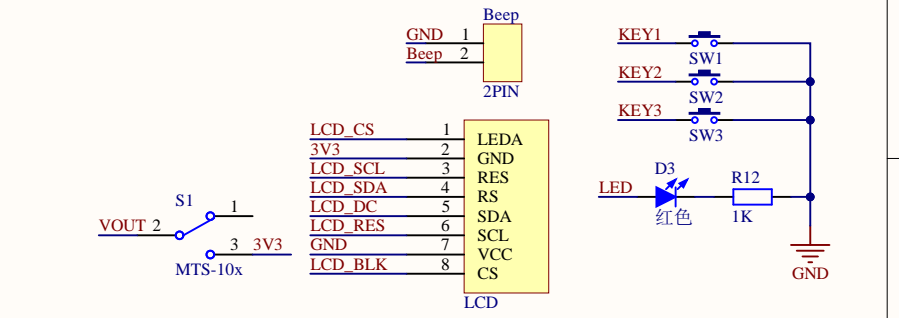 Beep
GND 1
Beep 2
2PIN
KEY1
SW1
KEY2
SW2
KEY3
SW3
LCD_CS 1 LEDA
3V3 2 GND
LCD_SCL 3 RES
LCD_SDA 4 RS
LCD_DC 5 SDA
LCD_RES 6 SCL
GND 7 VCC
LCD_BLK 8 CS
LCD
S1
1
VOUT 2
3 3V3
MTS-10x
D3
R12
LED
红色
1K
GND